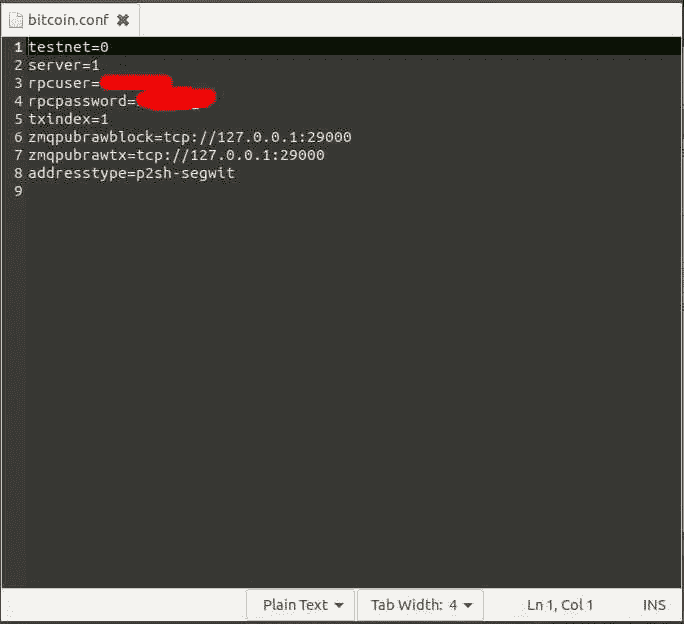 bitcoin.conf
1 testnet=0
2 server=1
3 rpcuser=
4 rpcpassword=
5 txindex=1
6 zmqpubrawblock=tcp://127.0.0.1:29000
7 zmqpubrawtx=tcp://127.0.0.1:29000
8 addresstype=p2sh-segwit
9
Plain Text Tab Width: 4 Ln 1, Col 1 INS